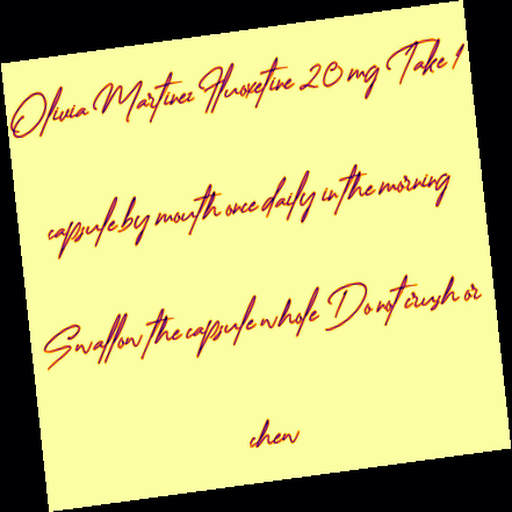 Olivia Martinez Fluoxetine 20 mg Take 1
capsule by mouth once daily in the morning
Swallow the capsule whole Do not crush or
chew